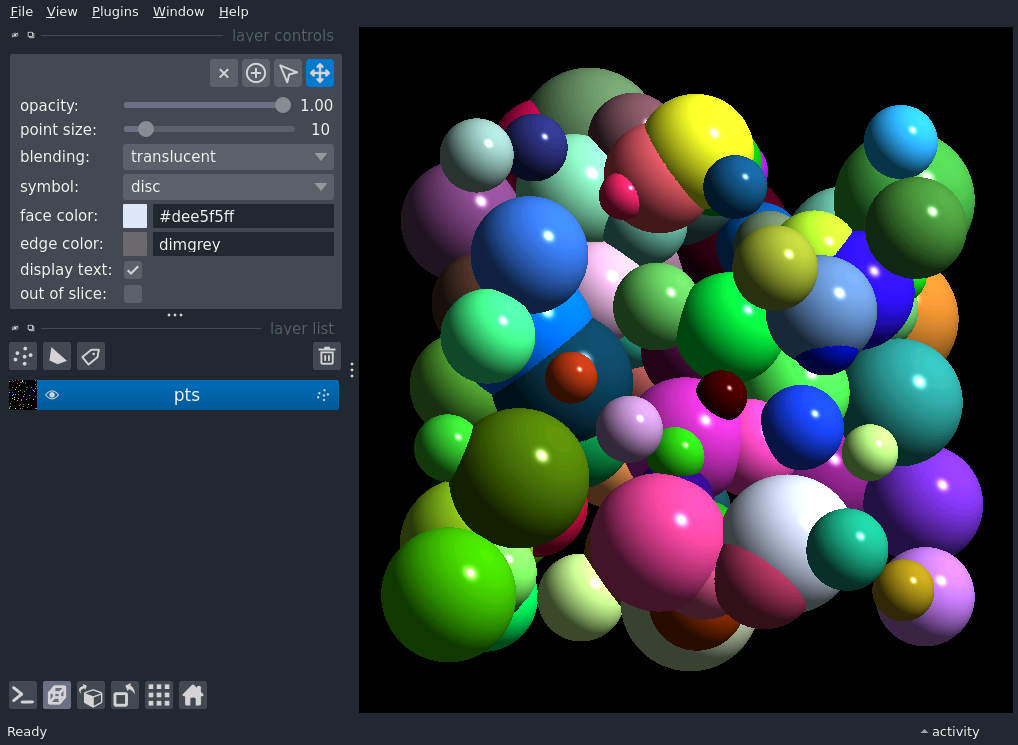 File View Plugins Window Help
layer controls
opacity: 1.00
point size: 10
blending: translucent
symbol: disc
face color: #dee5f5ff
edge color: dimgrey
display text:
out of slice:
layer list
pts
Ready activity